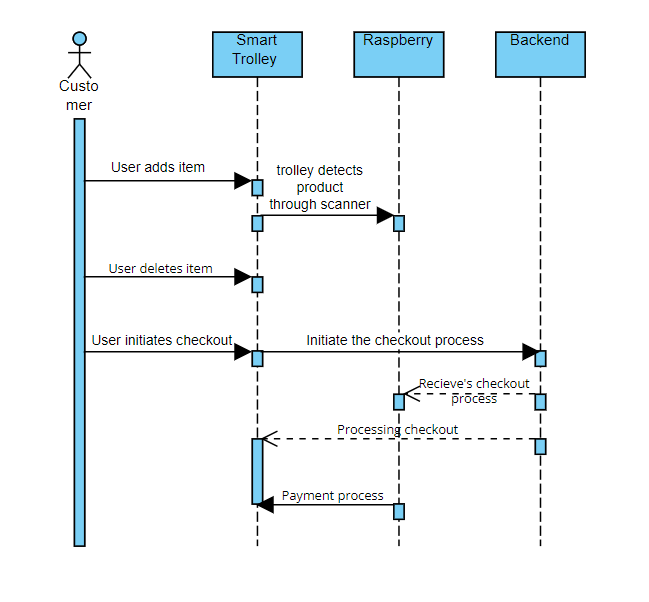 Smart
Trolley
Raspberry
Backend
Custo
mer
User adds item
trolley detects
product
through scanner
User deletes item
User initiates checkout
Initiate the checkout process
Recieve's checkout
process
Processing checkout
Payment process